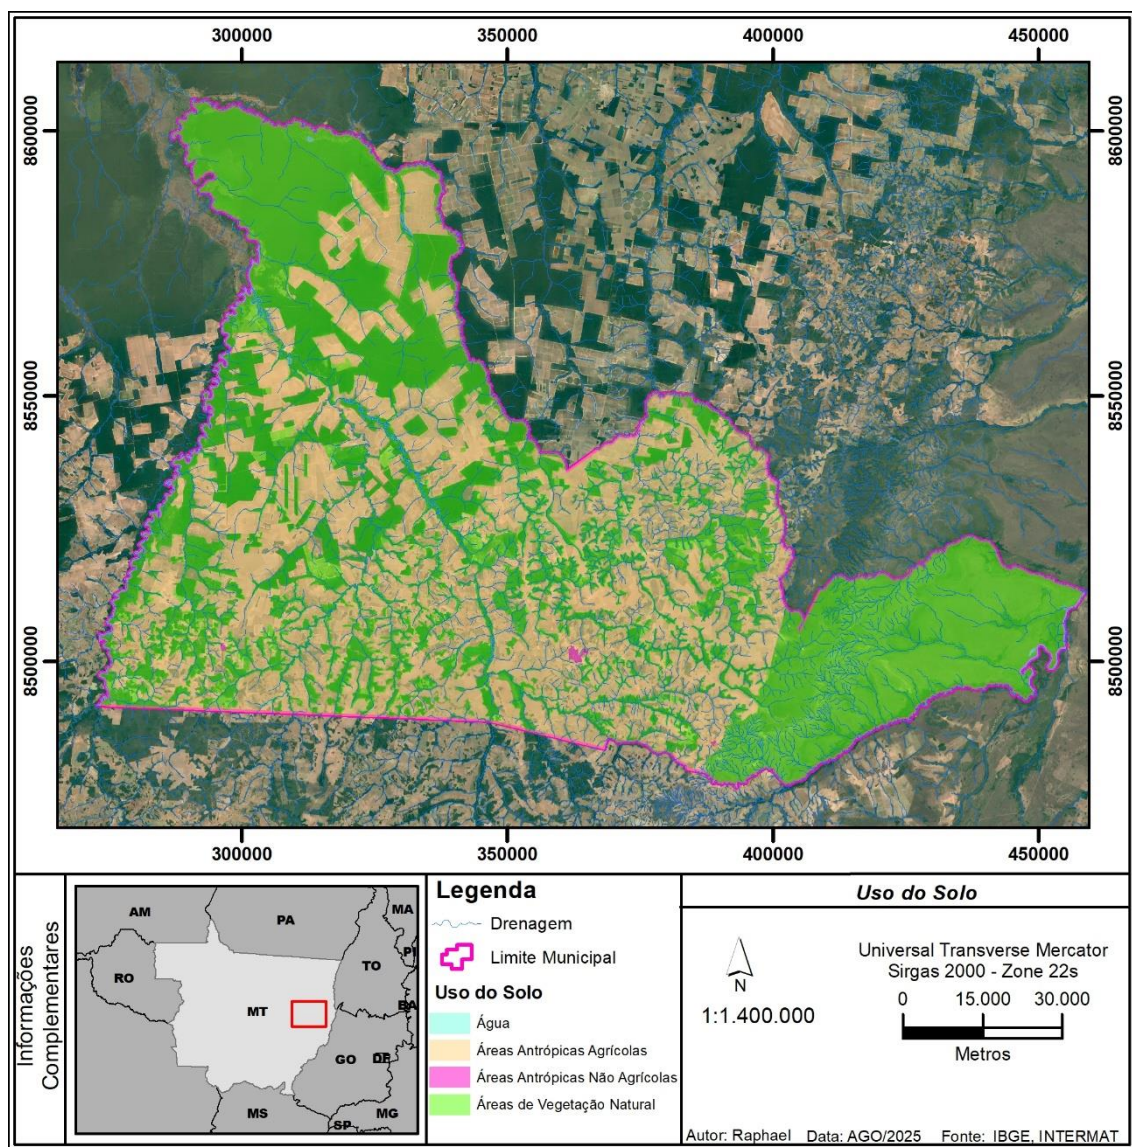 300000 350000 400000 450000
8600000 8600000
8550000 8550000
8500000 8500000
300000 350000 400000 450000
Informações
Complementares
AM
PA
MA
PI
RO
TO
BA
MT
GO
DF
MS
MG
SP
Legenda
Drenagem
Limite Municipal
Uso do Solo
Água
Áreas Antrópicas Agrícolas
Áreas Antrópicas Não Agrícolas
Áreas de Vegetação Natural
Uso do Solo
N
1:1.400.000
Universal Transverse Mercator
Sirgas 2000 - Zone 22s
0 15.000 30.000
Metros
Autor: Raphael Data: AGO/2025 Fonte: IBGE, INTERMAT